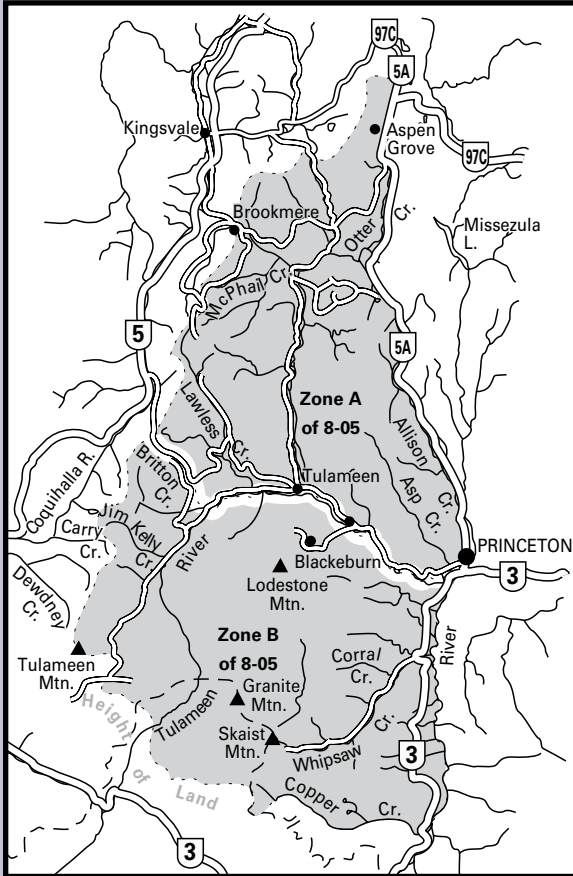 97C
5A
Kingsvale
Aspen
Grove
97C
Brookmere
Otter Cr.
Missezula
L.
McPhail Cr.
5
5A
Zone A
of 8-05
Lawless Cr.
Allison Cr.
Coquihalla R.
Britton
Cr.
Tulameen
Asp Cr.
Jim Kelly
Cr.
Carry
Cr.
River
PRINCETON
Blackeburn
3
Dewdney
Cr.
Lodestone
Mtn.
Zone B
of 8-05
River
Tulameen
Mtn.
Corral
Cr.
Granite
Mtn.
Tulameen
Height of Land
Skaist
Mtn.
Whipsaw Cr.
3
Copper Cr.
3